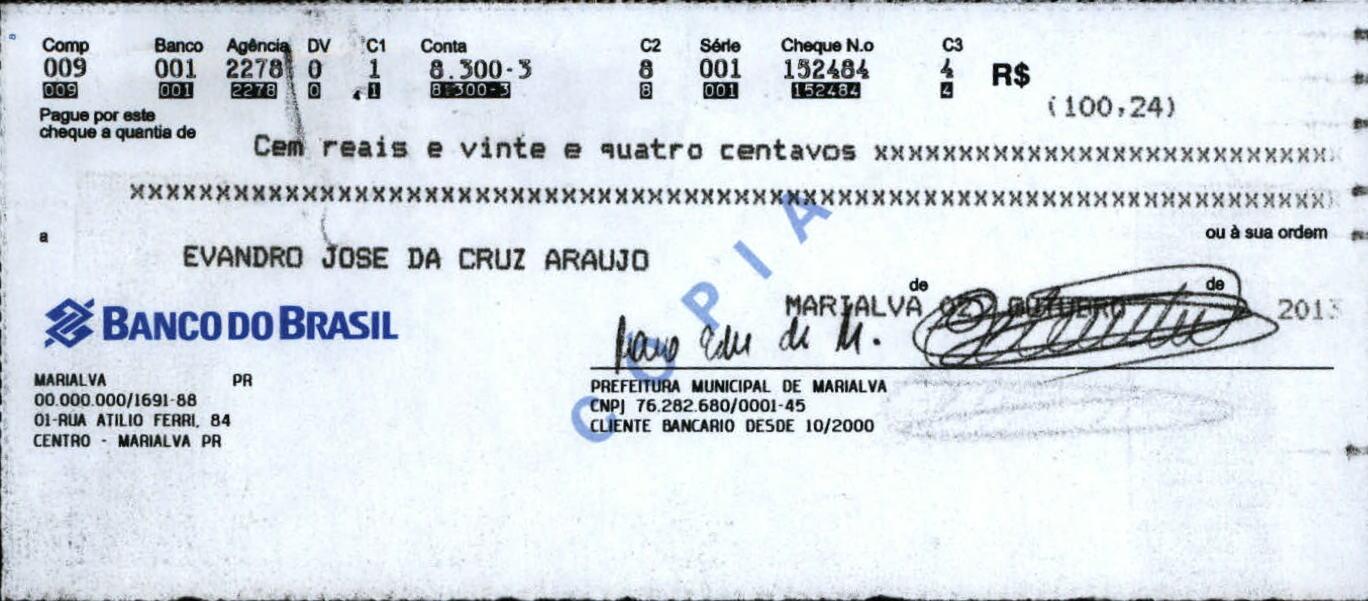 Comp Banco Agência DV C1 Conta C2 Série Cheque N.o C3
009 001 2278 0 1 8.300-3 8 001 152484 4 R$
009 001 2278 0 1 8.300-3 8 001 152484 4
(100,24)
Pague por este
cheque a quantia de
Cem reais e vinte e quatro centavos xxxxxxxxxxxxxxxxxxxxxxxxxxxxxxxx
xxxxxxxxxxxxxxxxxxxxxxxxxxxxxxxxxxxxxxxxxxxxxxxxxxxxxxxxxxxxxxxxxxxxxxxxxxxxxxxxxxx
a
ou à sua ordem
EVANDRO JOSE DA CRUZ ARAUJO
de de
MARIALVA 02 OUTUBRO 2013
BANCO DO BRASIL
COPIA
MARIALVA PR
00.000.000/1691-88
01-RUA ATILIO FERRI, 84
CENTRO - MARIALVA PR
PREFEITURA MUNICIPAL DE MARIALVA
CNPJ 76.282.680/0001-45
CLIENTE BANCARIO DESDE 10/2000